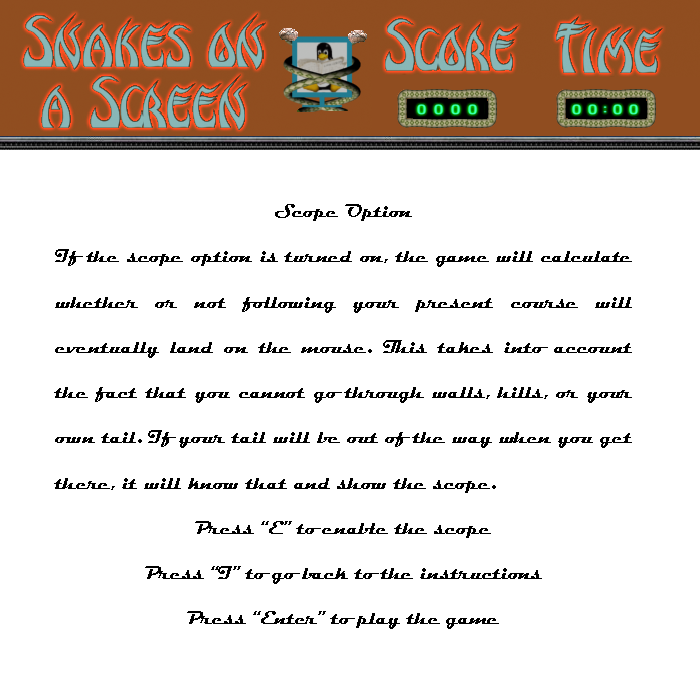 Snakes on
a Screen
Score
Time
0000
00:00
Scope Option
If the scope option is turned on, the game will calculate
whether or not following your present course will
eventually land on the mouse. This takes into account
the fact that you cannot go through walls, hills, or your
own tail. If your tail will be out of the way when you get
there, it will know that and show the scope.
Press "E" to enable the scope
Press "I" to go back to the instructions
Press "Enter" to play the game